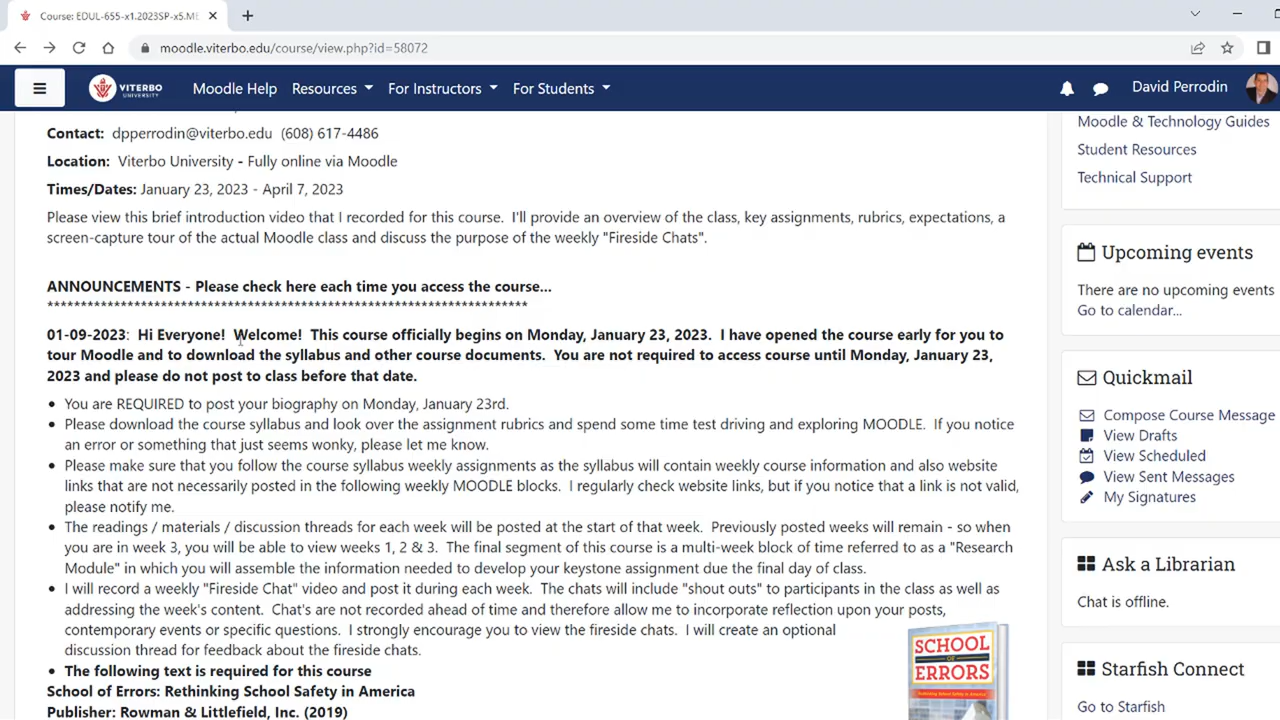 Course: EDUL-655-x1.2023SP-x5.ME
moodle.viterbo.edu/course/view.php?id=58072
VITERBO
UNIVERSITY
Moodle Help
Resources
For Instructors
For Students
David Perrodin
Contact: dpperrodin@viterbo.edu (608) 617-4486
Location: Viterbo University - Fully online via Moodle
Times/Dates: January 23, 2023 - April 7, 2023
Please view this brief introduction video that I recorded for this course. I'll provide an overview of the class, key assignments, rubrics, expectations, a
screen-capture tour of the actual Moodle class and discuss the purpose of the weekly "Fireside Chats".
ANNOUNCEMENTS - Please check here each time you access the course...
************************************************************************
01-09-2023: Hi Everyone! Welcome! This course officially begins on Monday, January 23, 2023. I have opened the course early for you to
tour Moodle and to download the syllabus and other course documents. You are not required to access course until Monday, January 23,
2023 and please do not post to class before that date.
• You are REQUIRED to post your biography on Monday, January 23rd.
• Please download the course syllabus and look over the assignment rubrics and spend some time test driving and exploring MOODLE. If you notice
an error or something that just seems wonky, please let me know.
• Please make sure that you follow the course syllabus weekly assignments as the syllabus will contain weekly course information and also website
links that are not necessarily posted in the following weekly MOODLE blocks. I regularly check website links, but if you notice that a link is not valid,
please notify me.
• The readings / materials / discussion threads for each week will be posted at the start of that week. Previously posted weeks will remain - so when
you are in week 3, you will be able to view weeks 1, 2 & 3. The final segment of this course is a multi-week block of time referred to as a "Research
Module" in which you will assemble the information needed to develop your keystone assignment due the final day of class.
• I will record a weekly "Fireside Chat" video and post it during each week. The chats will include "shout outs" to participants in the class as well as
addressing the week's content. Chat's are not recorded ahead of time and therefore allow me to incorporate reflection upon your posts,
contemporary events or specific questions. I strongly encourage you to view the fireside chats. I will create an optional
discussion thread for feedback about the fireside chats.
• The following text is required for this course
School of Errors: Rethinking School Safety in America
Publisher: Rowman & Littlefield, Inc. (2019)
SCHOOL
OF
ERRORS
Rethinking School Safety in America
Moodle & Technology Guides
Student Resources
Technical Support
Upcoming events
There are no upcoming events
Go to calendar...
Quickmail
Compose Course Message
View Drafts
View Scheduled
View Sent Messages
My Signatures
Ask a Librarian
Chat is offline.
Starfish Connect
Go to Starfish